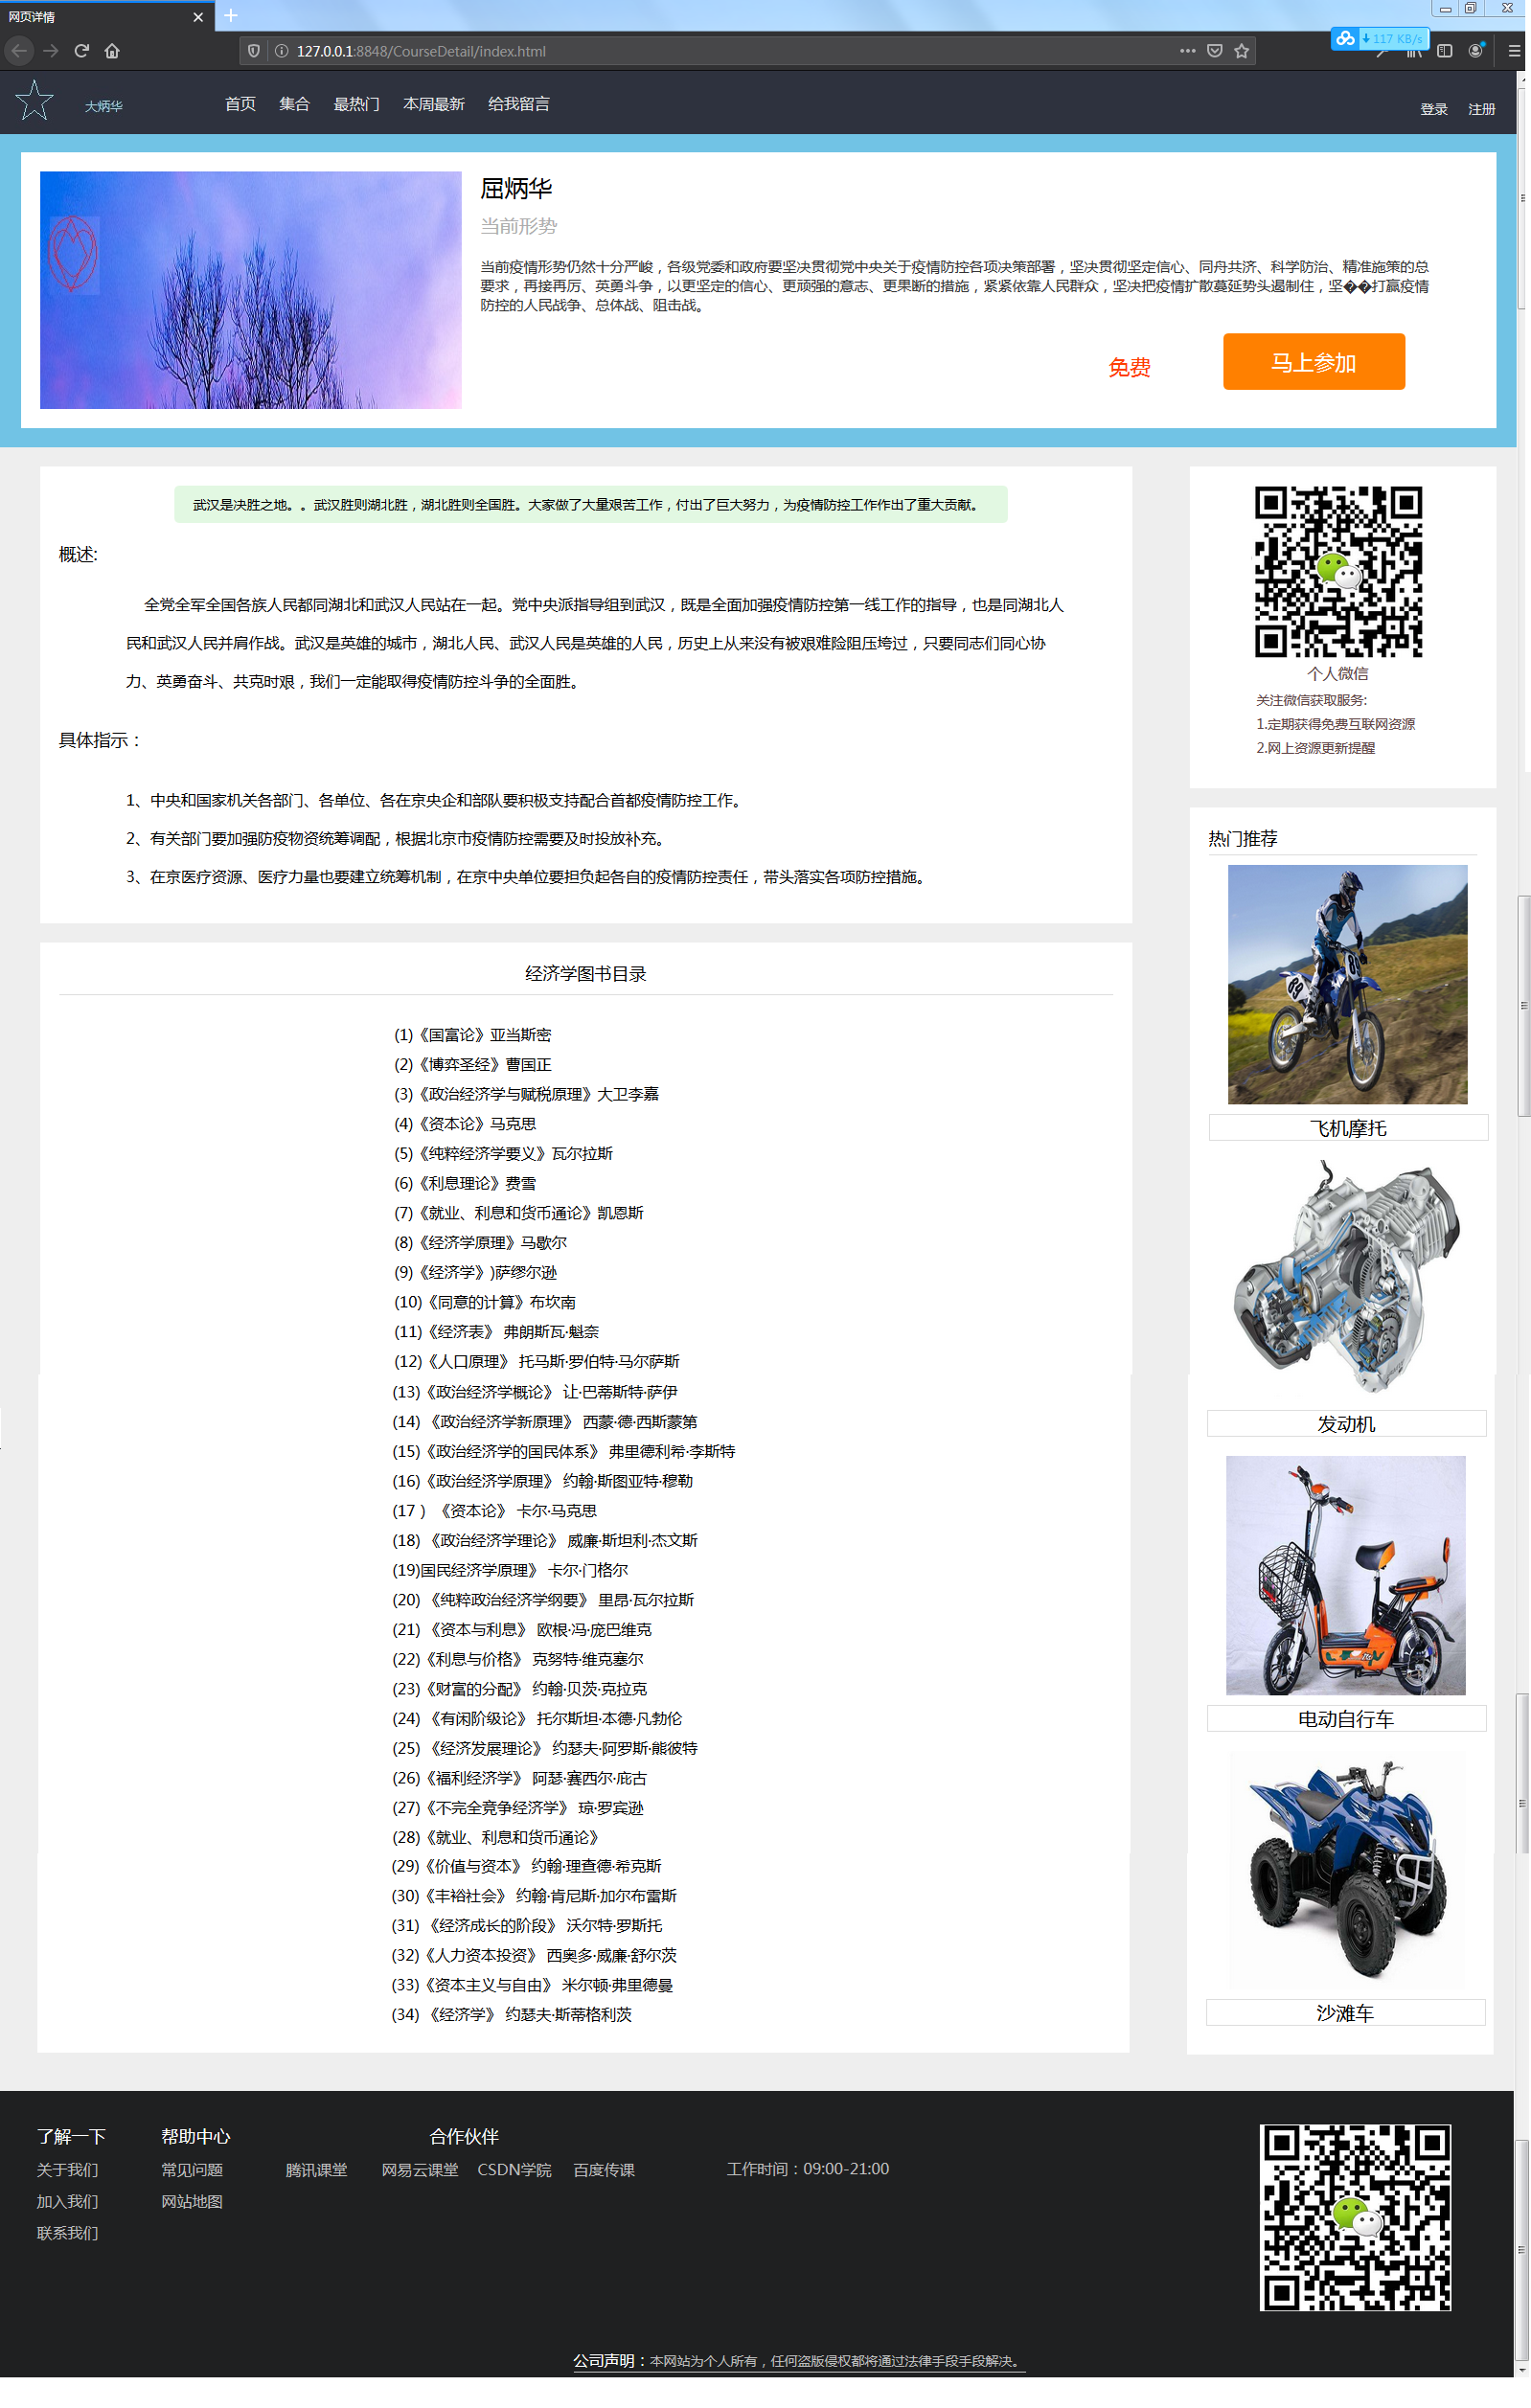 网页详情
127.0.0.1:8848/CourseDetail/index.html
117 KB/s
大炳华
首页 集合 最热门 本周最新 给我留言
登录 注册
屈炳华
当前形势
当前疫情形势仍然十分严峻，各级党委和政府要坚决贯彻党中央关于疫情防控各项决策部署，坚决贯彻坚定信心、同舟共济、科学防治、精准施策的总
要求，再接再厉、英勇斗争，以更坚定的信心、更顽强的意志、更果断的措施，紧紧依靠人民群众，坚决把疫情扩散蔓延势头遏制住，坚��打赢疫情
防控的人民战争、总体战、阻击战。
免费
马上参加
武汉是决胜之地。。武汉胜则湖北胜，湖北胜则全国胜。大家做了大量艰苦工作，付出了巨大努力，为疫情防控工作作出了重大贡献。
概述:
全党全军全国各族人民都同湖北和武汉人民站在一起。党中央派指导组到武汉，既是全面加强疫情防控第一线工作的指导，也是同湖北人
民和武汉人民并肩作战。武汉是英雄的城市，湖北人民、武汉人民是英雄的人民，历史上从来没有被艰难险阻压垮过，只要同志们同心协
力、英勇奋斗、共克时艰，我们一定能取得疫情防控斗争的全面胜。
具体指示：
1、中央和国家机关各部门、各单位、各在京央企和部队要积极支持配合首都疫情防控工作。
2、有关部门要加强防疫物资统筹调配，根据北京市疫情防控需要及时投放补充。
3、在京医疗资源、医疗力量也要建立统筹机制，在京中央单位要担负起各自的疫情防控责任，带头落实各项防控措施。
个人微信
关注微信获取服务:
1.定期获得免费互联网资源
2.网上资源更新提醒
热门推荐
89
飞机摩托
发动机
电动自行车
沙滩车
经济学图书目录
(1)《国富论》亚当斯密
(2)《博弈圣经》曹国正
(3)《政治经济学与赋税原理》大卫李嘉
(4)《资本论》马克思
(5)《纯粹经济学要义》瓦尔拉斯
(6)《利息理论》费雪
(7)《就业、利息和货币通论》凯恩斯
(8)《经济学原理》马歇尔
(9)《经济学》)萨缪尔逊
(10)《同意的计算》布坎南
(11)《经济表》 弗朗斯瓦·魁奈
(12)《人口原理》 托马斯·罗伯特·马尔萨斯
(13)《政治经济学概论》 让·巴蒂斯特·萨伊
(14) 《政治经济学新原理》 西蒙·德·西斯蒙第
(15)《政治经济学的国民体系》 弗里德利希·李斯特
(16)《政治经济学原理》 约翰·斯图亚特·穆勒
(17 ）《资本论》 卡尔·马克思
(18) 《政治经济学理论》 威廉·斯坦利·杰文斯
(19)国民经济学原理》 卡尔·门格尔
(20) 《纯粹政治经济学纲要》 里昂·瓦尔拉斯
(21) 《资本与利息》 欧根·冯·庞巴维克
(22)《利息与价格》 克努特·维克塞尔
(23)《财富的分配》 约翰·贝茨·克拉克
(24) 《有闲阶级论》 托尔斯坦·本德·凡勃伦
(25) 《经济发展理论》 约瑟夫·阿罗斯·熊彼特
(26)《福利经济学》 阿瑟·赛西尔·庇古
(27)《不完全竞争经济学》 琼·罗宾逊
(28)《就业、利息和货币通论》
(29)《价值与资本》 约翰·理查德·希克斯
(30)《丰裕社会》 约翰·肯尼斯·加尔布雷斯
(31) 《经济成长的阶段》 沃尔特·罗斯托
(32)《人力资本投资》 西奥多·威廉·舒尔茨
(33)《资本主义与自由》 米尔顿·弗里德曼
(34) 《经济学》 约瑟夫·斯蒂格利茨
了解一下 帮助中心 合作伙伴
关于我们 常见问题 腾讯课堂 网易云课堂 CSDN学院 百度传课 工作时间：09:00-21:00
加入我们 网站地图
联系我们
公司声明：本网站为个人所有，任何盗版侵权都将通过法律手段手段解决。